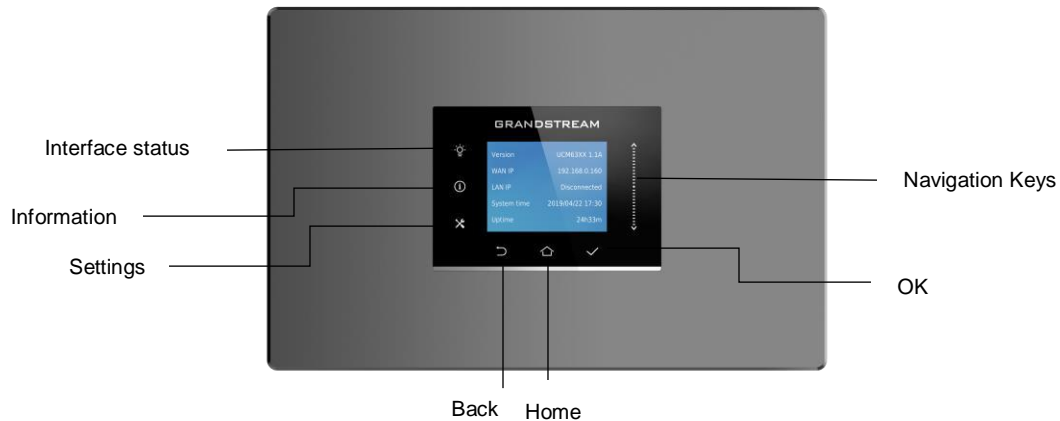 GRANDSTREAM
Interface status
Version UCM63XX 1.1A
WAN IP 192.168.0.160
Navigation Keys
LAN IP Disconnected
Information
System time 2019/04/22 17:30
Uptime 24h33m
Settings
OK
Back Home